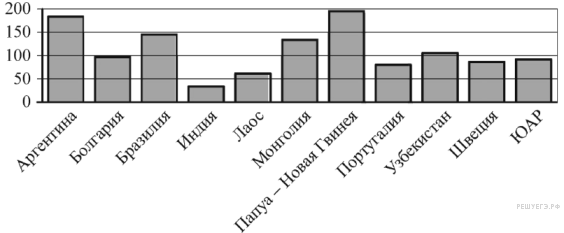 200
150
100
50
0
Аргентина
Болгария
Бразилия
Индия
Лаос
Монголия
Папуа – Новая Гвинея
Португалия
Узбекистан
Швеция
ЮАР
РЕШУЕГЭ.РФ